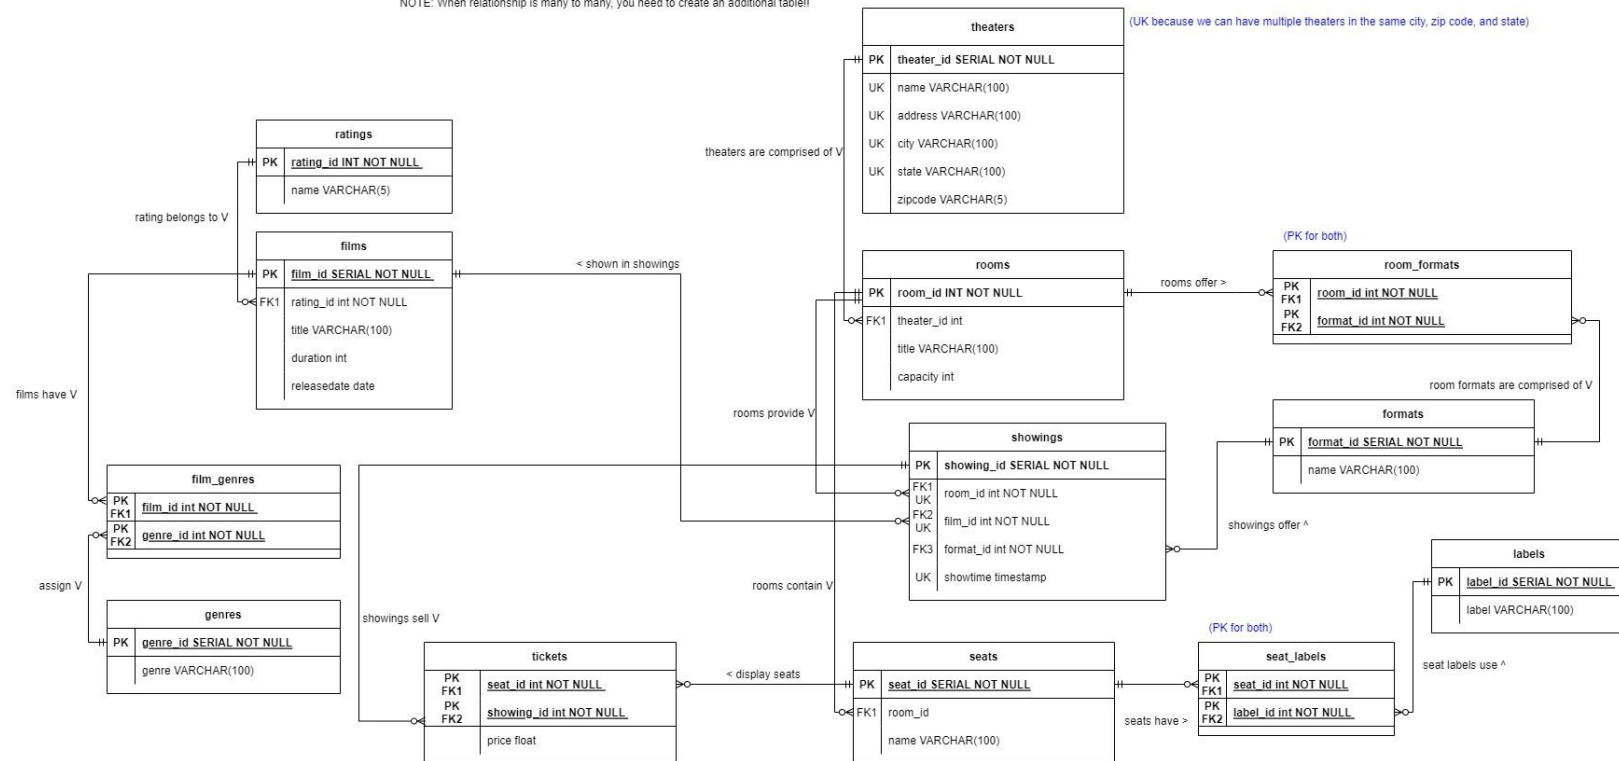 NOTE: When relationship is many to many, you need to create an additional table!!
theaters
(UK because we can have multiple theaters in the same city, zip code, and state)
PK theater_id SERIAL NOT NULL
UK name VARCHAR(100)
UK address VARCHAR(100)
UK city VARCHAR(100)
UK state VARCHAR(100)
zipcode VARCHAR(5)
theaters are comprised of V
ratings
PK rating_id INT NOT NULL
name VARCHAR(5)
rating belongs to V
films
PK film_id SERIAL NOT NULL
FK1 rating_id int NOT NULL
title VARCHAR(100)
duration int
releasedate date
< shown in showings
films have V
rooms
PK room_id INT NOT NULL
FK1 theater_id int
title VARCHAR(100)
capacity int
rooms offer >
(PK for both)
room_formats
PK
FK1 room_id int NOT NULL
PK
FK2 format_id int NOT NULL
room formats are comprised of V
rooms provide V
formats
PK format_id SERIAL NOT NULL
name VARCHAR(100)
showings
PK showing_id SERIAL NOT NULL
FK1
UK room_id int NOT NULL
FK2
UK film_id int NOT NULL
FK3 format_id int NOT NULL
UK showtime timestamp
showings offer ^
film_genres
PK
FK1 film_id int NOT NULL
PK
FK2 genre_id int NOT NULL
assign V
genres
PK genre_id SERIAL NOT NULL
genre VARCHAR(100)
rooms contain V
showings sell V
labels
PK label_id SERIAL NOT NULL
label VARCHAR(100)
tickets
PK
FK1 seat_id int NOT NULL
PK
FK2 showing_id int NOT NULL
price float
< display seats
seats
PK seat_id SERIAL NOT NULL
FK1 room_id
name VARCHAR(100)
seats have >
(PK for both)
seat_labels
PK
FK1 seat_id int NOT NULL
PK
FK2 label_id int NOT NULL
seat labels use ^